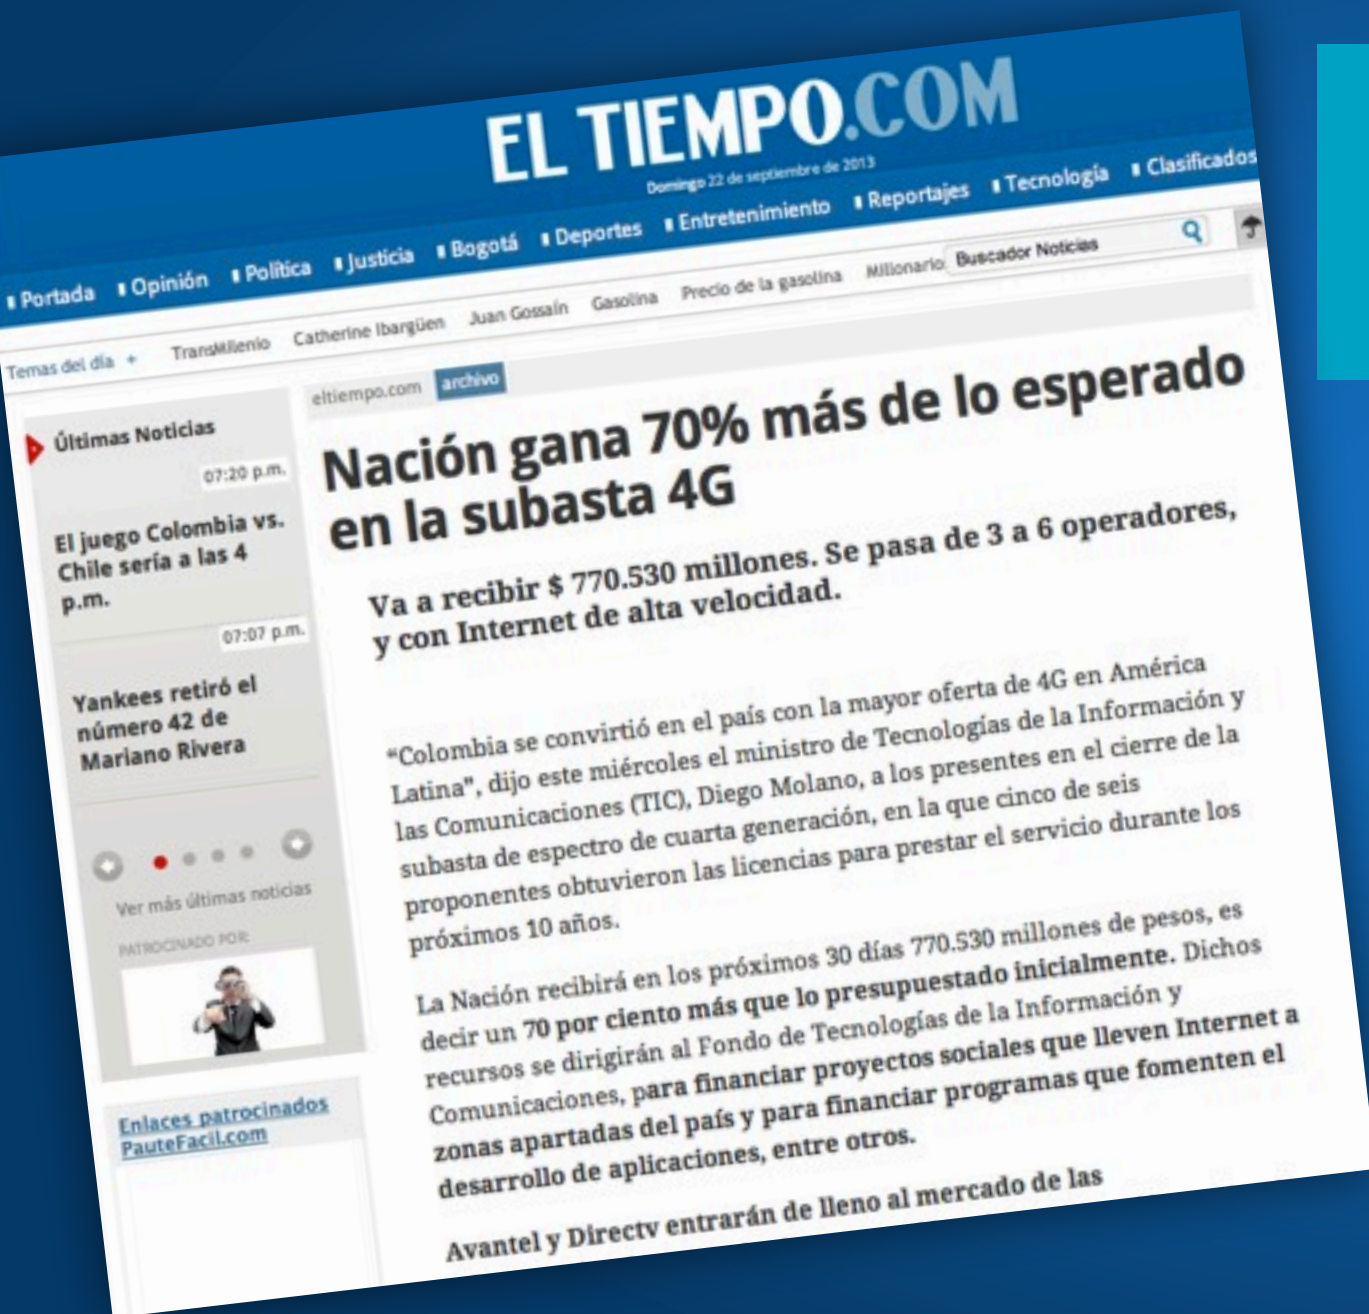 EL TIEMPO.COM
Domingo 22 de septiembre de 2013
Portada Opinión Política Justicia Bogotá Deportes Entretenimiento Reportajes Tecnología Clasificados
Temas del día + TransMilenio Catherine Ibargüen Juan Gossaín Gasolina Precio de la gasolina Millonario Buscador Noticias
eltiempo.com archivo
Últimas Noticias
07:20 p.m.
El juego Colombia vs.
Chile sería a las 4
p.m.
07:07 p.m.
Yankees retiró el
número 42 de
Mariano Rivera
Ver más últimas noticias
PATROCINADO POR:
Enlaces patrocinados
PauteFacil.com
Nación gana 70% más de lo esperado
en la subasta 4G
Va a recibir $ 770.530 millones. Se pasa de 3 a 6 operadores,
y con Internet de alta velocidad.
“Colombia se convirtió en el país con la mayor oferta de 4G en América
Latina”, dijo este miércoles el ministro de Tecnologías de la Información y
las Comunicaciones (TIC), Diego Molano, a los presentes en el cierre de la
subasta de espectro de cuarta generación, en la que cinco de seis
proponentes obtuvieron las licencias para prestar el servicio durante los
próximos 10 años.
La Nación recibirá en los próximos 30 días 770.530 millones de pesos, es
decir un 70 por ciento más que lo presupuestado inicialmente. Dichos
recursos se dirigirán al Fondo de Tecnologías de la Información y
Comunicaciones, para financiar proyectos sociales que lleven Internet a
zonas apartadas del país y para financiar programas que fomenten el
desarrollo de aplicaciones, entre otros.
Avantel y Directv entrarán de lleno al mercado de las